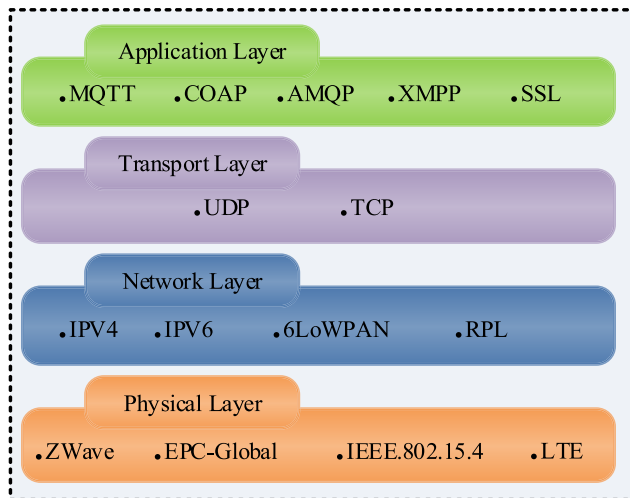 Application Layer
.MQTT .COAP .AMQP .XMPP .SSL
Transport Layer
.UDP .TCP
Network Layer
.IPV4 .IPV6 .6LoWPAN .RPL
Physical Layer
.ZWave .EPC-Global .IEEE.802.15.4 .LTE